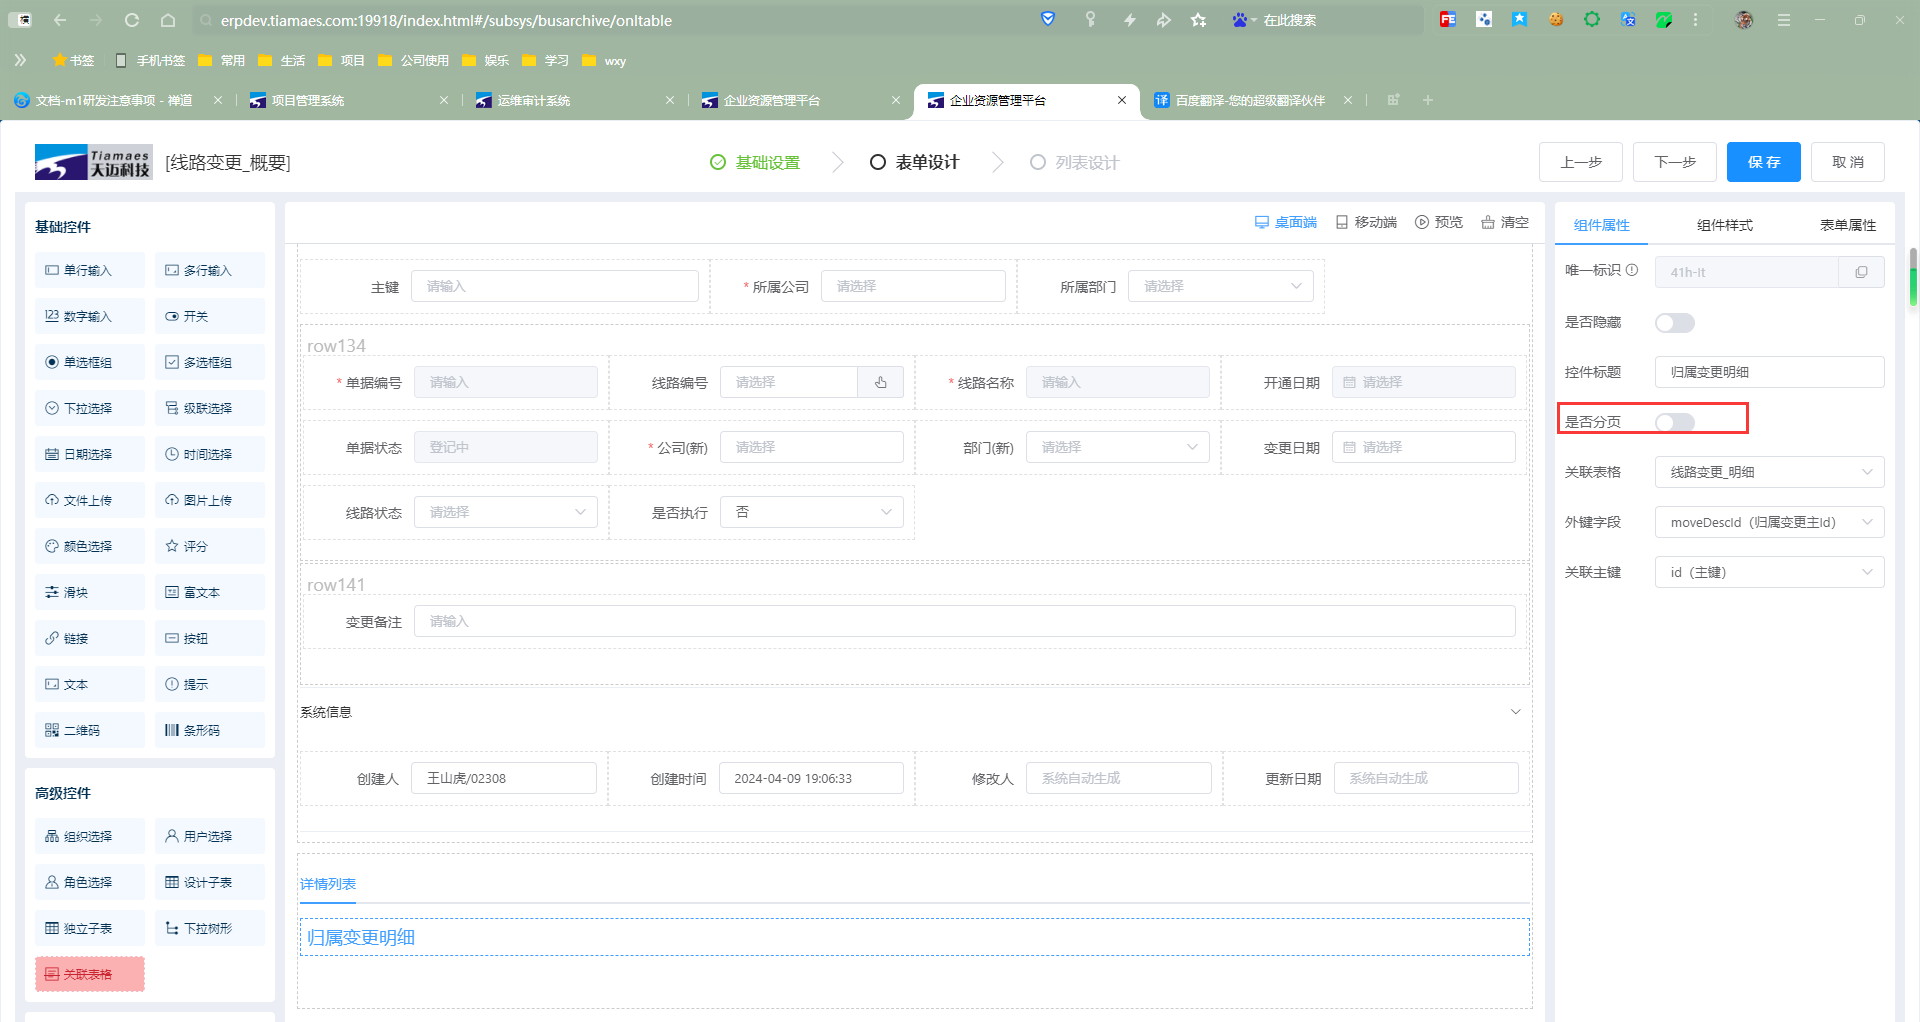 erpdev.tiamaes.com:19918/index.html#/subsys/busarchive/onltable
在此搜索
书签
手机书签
常用
生活
项目
公司使用
娱乐
学习
wxy
文档-m1研发注意事项 - 禅道
项目管理系统
运维审计系统
企业资源管理平台
企业资源管理平台
译
百度翻译-您的超级翻译伙伴
Tiamaes
天迈科技
[线路变更_概要]
基础设置
表单设计
列表设计
上一步
下一步
保 存
取 消
基础控件
单行输入
多行输入
123 数字输入
开关
单选框组
多选框组
下拉选择
级联选择
日期选择
时间选择
文件上传
图片上传
颜色选择
评分
滑块
富文本
链接
按钮
文本
提示
二维码
条形码
高级控件
组织选择
用户选择
角色选择
设计子表
独立子表
下拉树形
关联表格
桌面端
移动端
预览
清空
主键
请输入
* 所属公司
请选择
所属部门
请选择
row134
* 单据编号
请输入
线路编号
请选择
* 线路名称
请输入
开通日期
请选择
单据状态
登记中
* 公司(新)
请选择
部门(新)
请选择
变更日期
请选择
线路状态
请选择
是否执行
否
row141
变更备注
请输入
系统信息
创建人
王山虎/02308
创建时间
2024-04-09 19:06:33
修改人
系统自动生成
更新日期
系统自动生成
详情列表
归属变更明细
组件属性
组件样式
表单属性
唯一标识
41h-lt
是否隐藏
控件标题
归属变更明细
是否分页
关联表格
线路变更_明细
外键字段
moveDescId（归属变更主Id）
关联主键
id（主键）